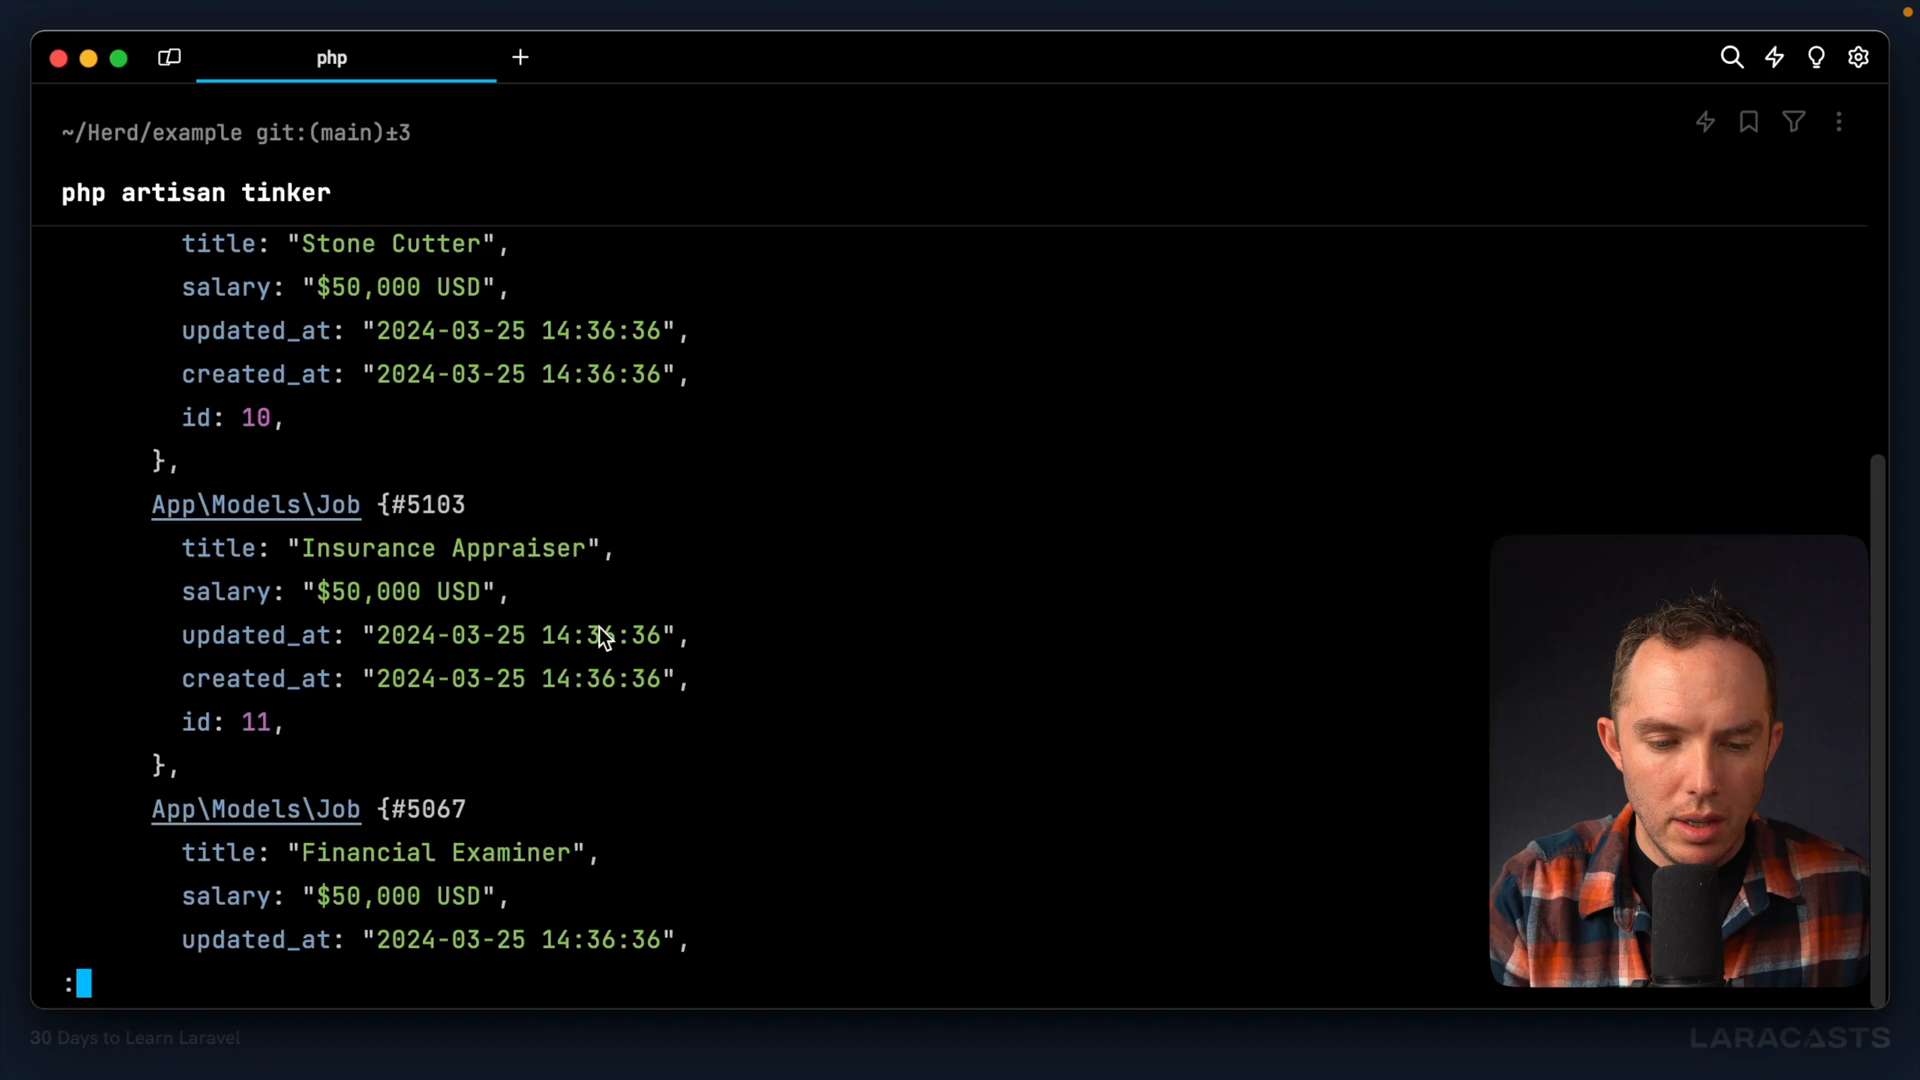 php
~/Herd/example git:(main)±3
php artisan tinker
title: "Stone Cutter",
salary: "$50,000 USD",
updated_at: "2024-03-25 14:36:36",
created_at: "2024-03-25 14:36:36",
id: 10,
},
App\Models\Job {#5103
title: "Insurance Appraiser",
salary: "$50,000 USD",
updated_at: "2024-03-25 14:36:36",
created_at: "2024-03-25 14:36:36",
id: 11,
},
App\Models\Job {#5067
title: "Financial Examiner",
salary: "$50,000 USD",
updated_at: "2024-03-25 14:36:36",
:
30 Days to Learn Laravel
LARACASTS